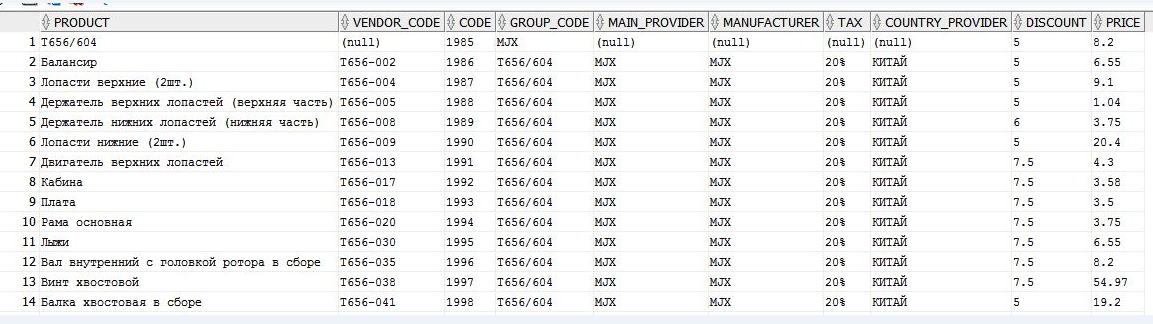 PRODUCT VENDOR_CODE CODE GROUP_CODE MAIN_PROVIDER MANUFACTURER TAX COUNTRY_PROVIDER DISCOUNT PRICE
1 T656/604 (null) 1985 MJX (null) (null) (null) (null) 5 8.2
2 Балансир T656-002 1986 T656/604 MJX MJX 20% КИТАЙ 5 6.55
3 Лопасти верхние (2шт.) T656-004 1987 T656/604 MJX MJX 20% КИТАЙ 5 9.1
4 Держатель верхних лопастей (верхняя часть) T656-005 1988 T656/604 MJX MJX 20% КИТАЙ 5 1.04
5 Держатель нижних лопастей (нижняя часть) T656-008 1989 T656/604 MJX MJX 20% КИТАЙ 6 3.75
6 Лопасти нижние (2шт.) T656-009 1990 T656/604 MJX MJX 20% КИТАЙ 5 20.4
7 Двигатель верхних лопастей T656-013 1991 T656/604 MJX MJX 20% КИТАЙ 7.5 4.3
8 Кабина T656-017 1992 T656/604 MJX MJX 20% КИТАЙ 7.5 3.58
9 Плата T656-018 1993 T656/604 MJX MJX 20% КИТАЙ 7.5 3.5
10 Рама основная T656-020 1994 T656/604 MJX MJX 20% КИТАЙ 7.5 3.75
11 Лыжи T656-030 1995 T656/604 MJX MJX 20% КИТАЙ 7.5 6.55
12 Вал внутренний с головкой ротора в сборе T656-035 1996 T656/604 MJX MJX 20% КИТАЙ 7.5 8.2
13 Винт хвостовой T656-038 1997 T656/604 MJX MJX 20% КИТАЙ 7.5 54.97
14 Балка хвостовая в сборе T656-041 1998 T656/604 MJX MJX 20% КИТАЙ 5 19.2